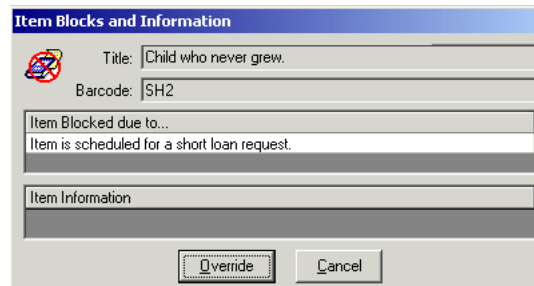 Item Blocks and Information
Title: Child who never grew.
Barcode: SH2
Item Blocked due to...
Item is scheduled for a short loan request.
Item Information
Override Cancel